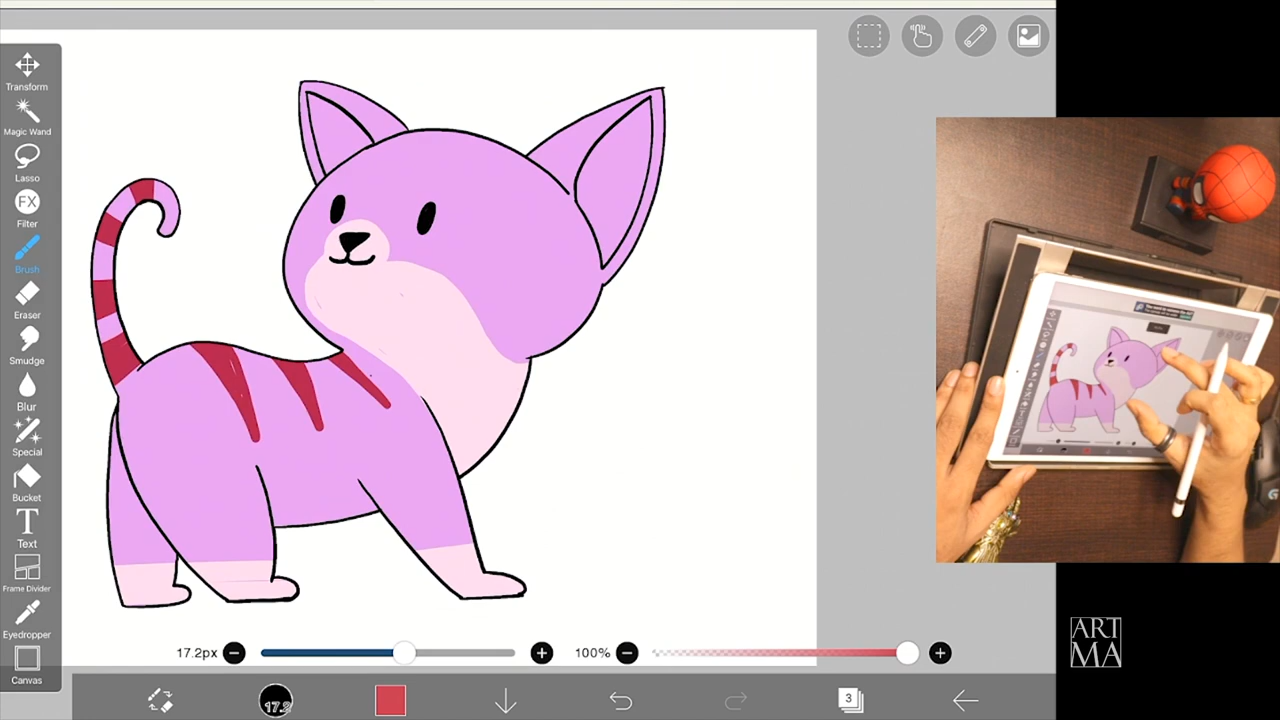 Transform
Magic Wand
Lasso
FX
Filter
Brush
Eraser
Smudge
Blur
Special
Bucket
T
Text
Frame Divider
Eyedropper
Canvas
17.2px
100%
17.2
3
ART
MA